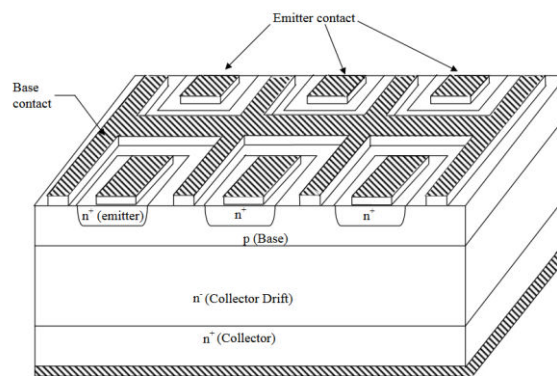 Emitter contact
Base
contact
n⁺ (emitter)
n⁺
n⁺
p (Base)
n⁻ (Collector Drift)
n⁺ (Collector)